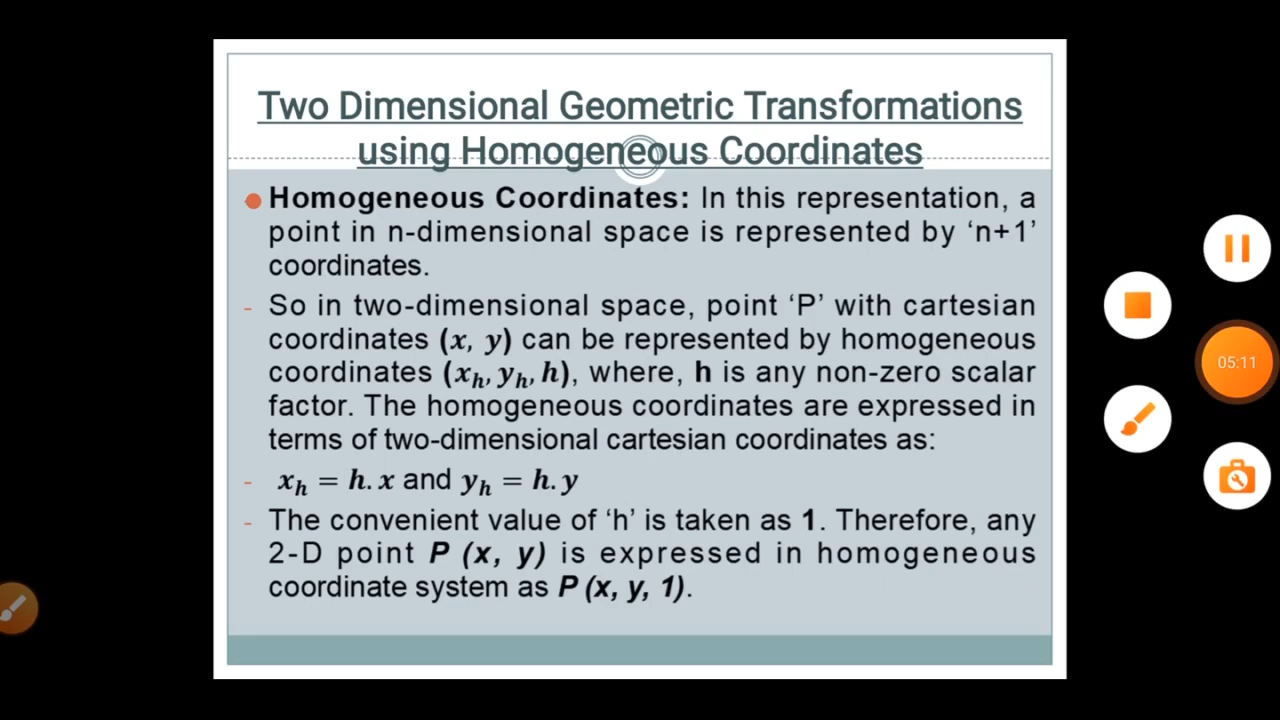 Two Dimensional Geometric Transformations
using Homogeneous Coordinates
Homogeneous Coordinates: In this representation, a
point in n-dimensional space is represented by ‘n+1’
coordinates.
- So in two-dimensional space, point ‘P’ with cartesian
coordinates (x, y) can be represented by homogeneous
coordinates (xₕ, yₕ, h), where, h is any non-zero scalar
factor. The homogeneous coordinates are expressed in
terms of two-dimensional cartesian coordinates as:
- xₕ = h. x and yₕ = h. y
- The convenient value of ‘h’ is taken as 1. Therefore, any
2-D point P (x, y) is expressed in homogeneous
coordinate system as P (x, y, 1).
05:11